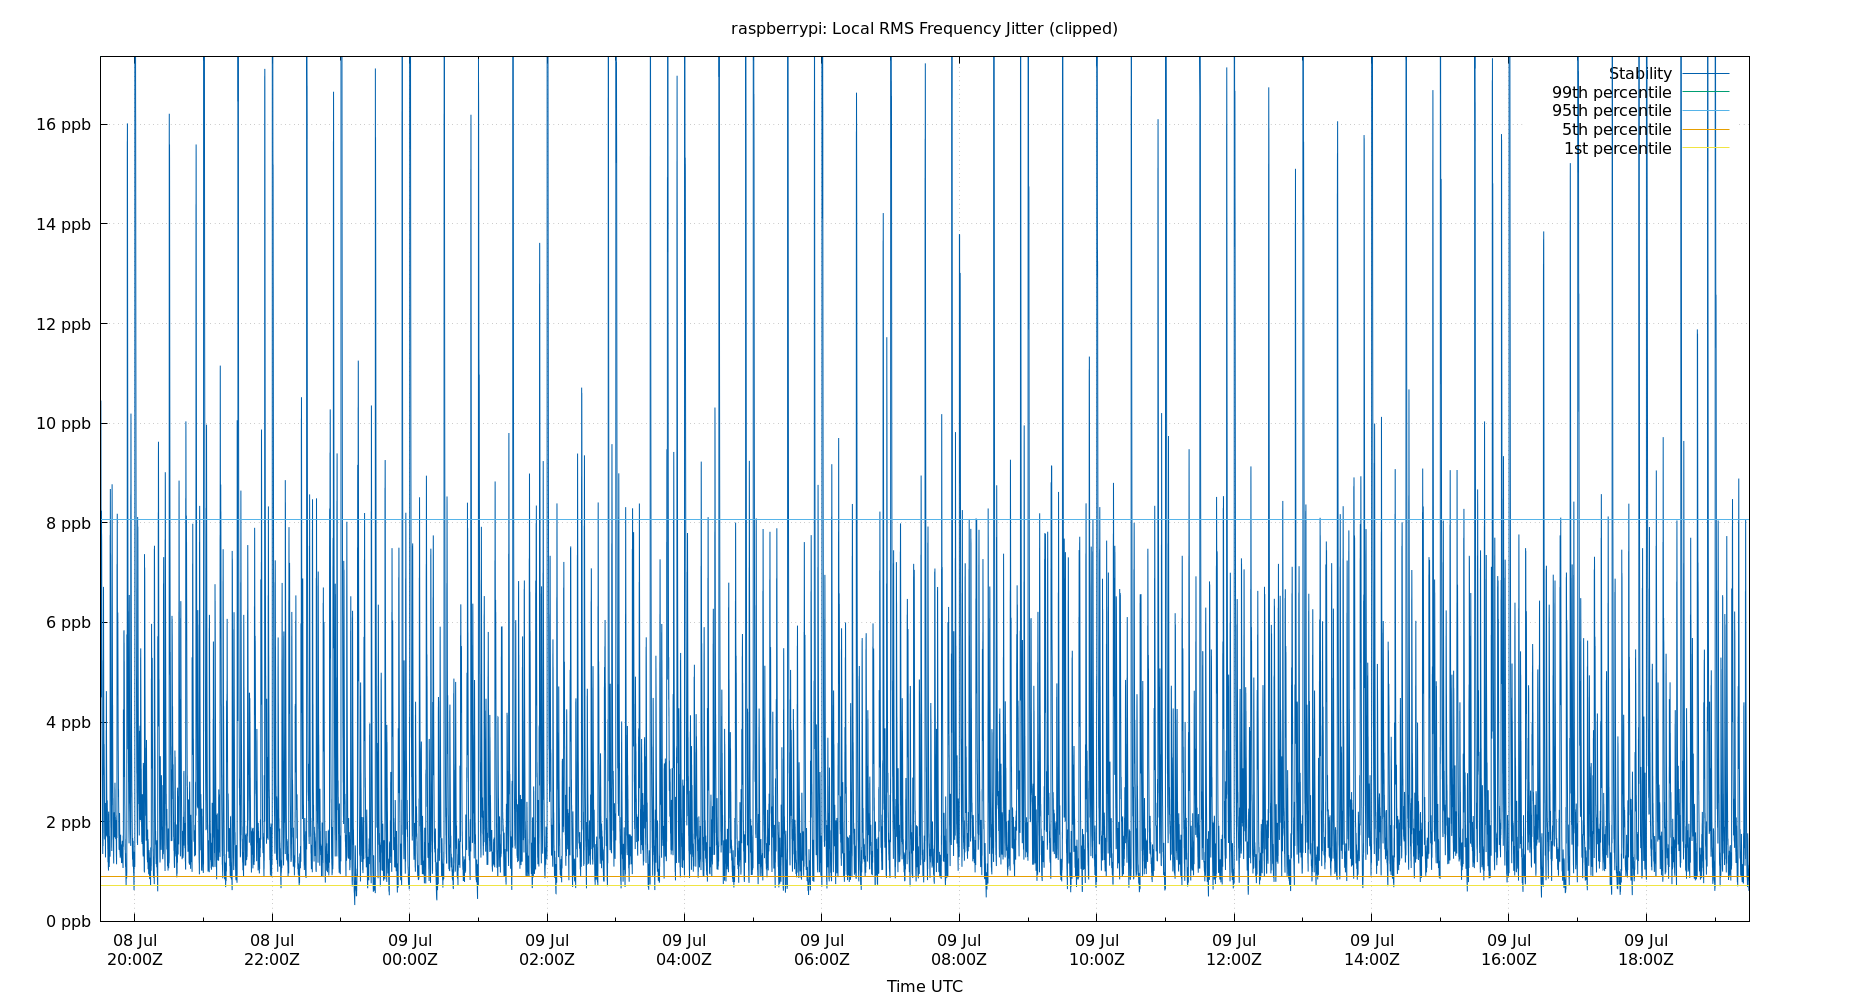 raspberrypi: Local RMS Frequency Jitter (clipped)
Stability
99th percentile
95th percentile
5th percentile
1st percentile
16 ppb
14 ppb
12 ppb
10 ppb
8 ppb
6 ppb
4 ppb
2 ppb
0 ppb
08 Jul 08 Jul 09 Jul 09 Jul 09 Jul 09 Jul 09 Jul 09 Jul 09 Jul 09 Jul 09 Jul 09 Jul
20:00Z 22:00Z 00:00Z 02:00Z 04:00Z 06:00Z 08:00Z 10:00Z 12:00Z 14:00Z 16:00Z 18:00Z
Time UTC